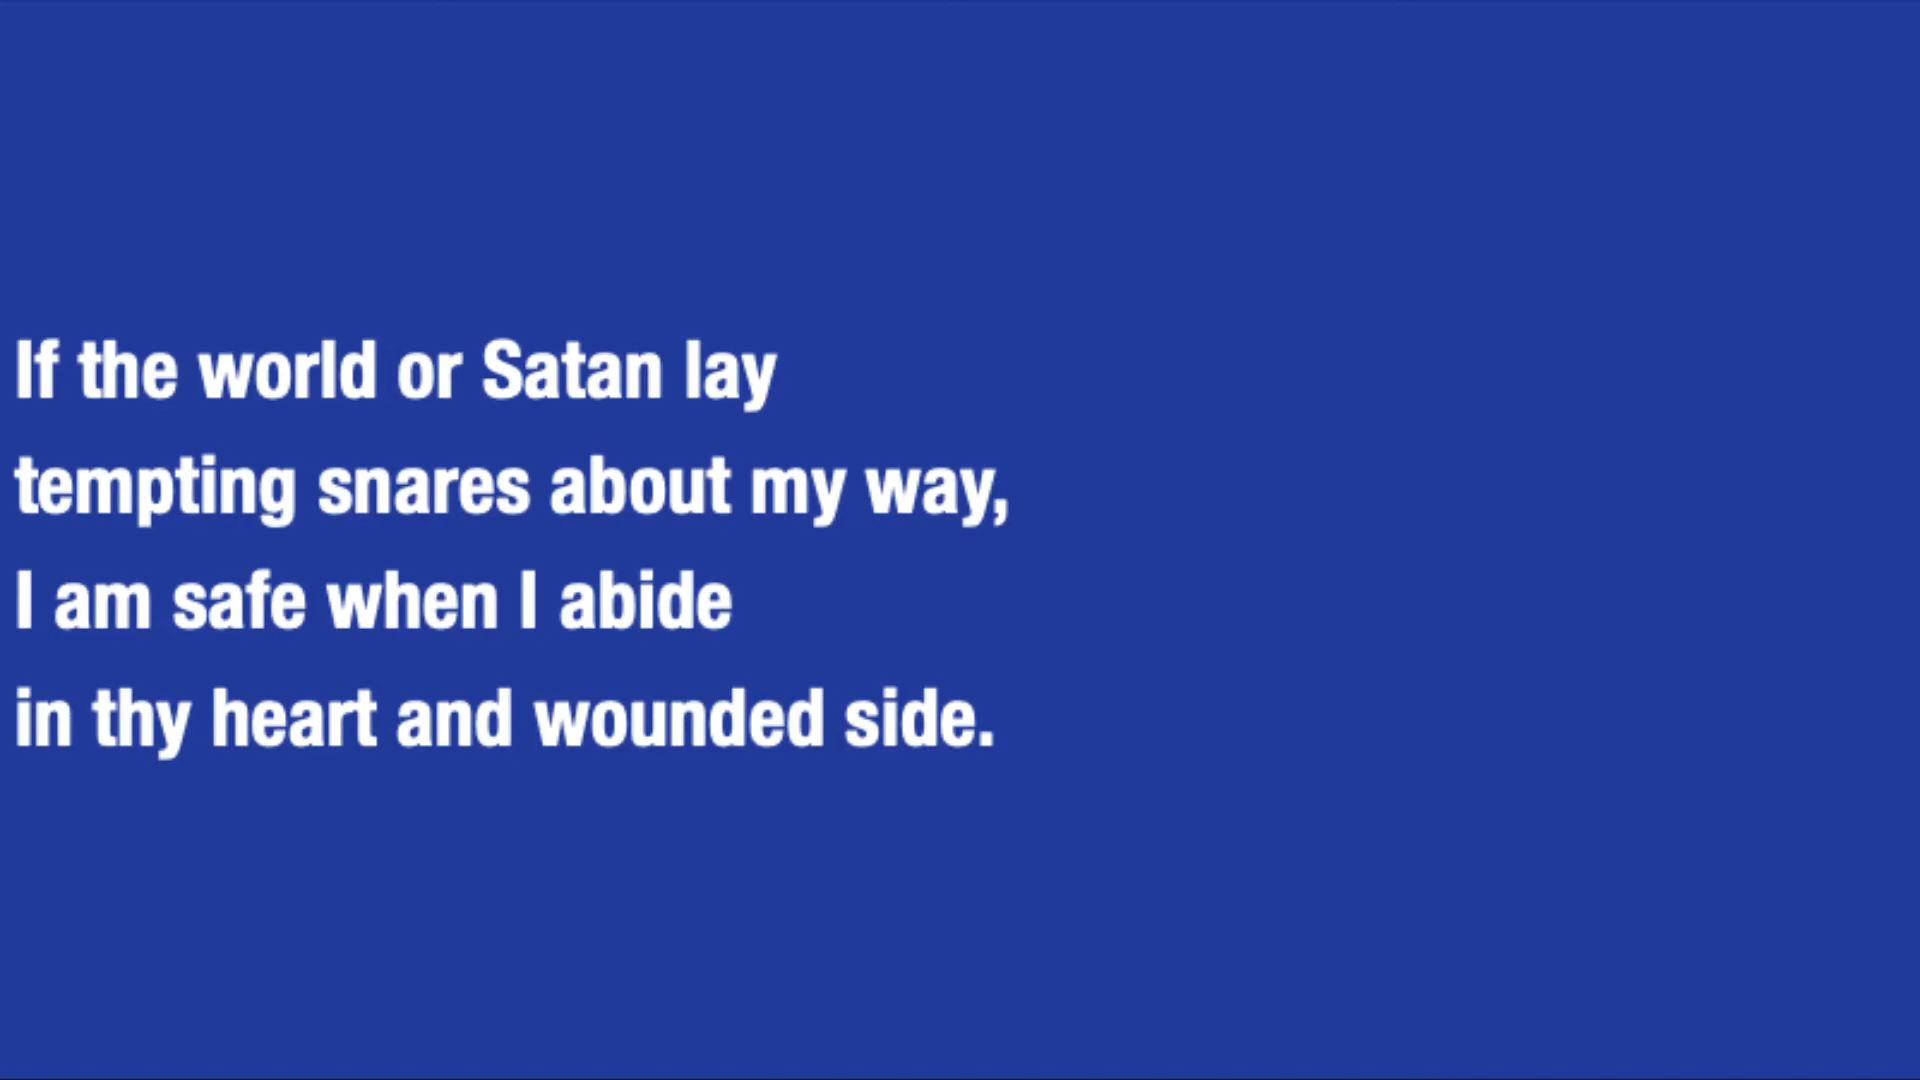 If the world or Satan lay
tempting snares about my way,
I am safe when I abide
in thy heart and wounded side.